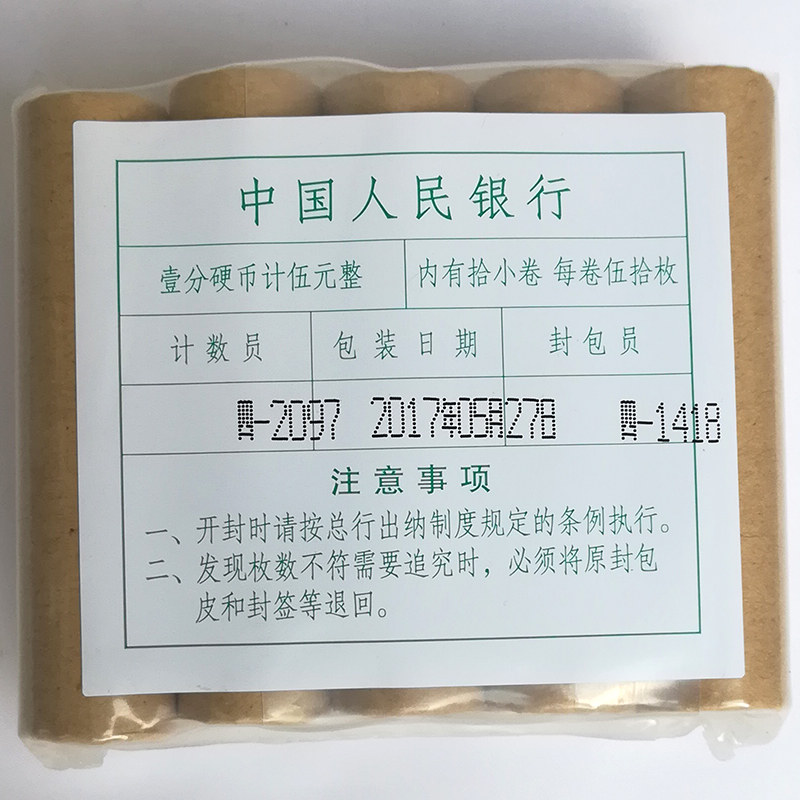 中国人民银行
壹分硬币计伍元整 内有拾小卷 每卷伍拾枚
计数员 包装日期 封包员
-2097 2017年05月278 -1418
注意事项
一、开封时请按总行出纳制度规定的条例执行。
二、发现枚数不符需要追究时，必须将原封包
皮和封签等退回。